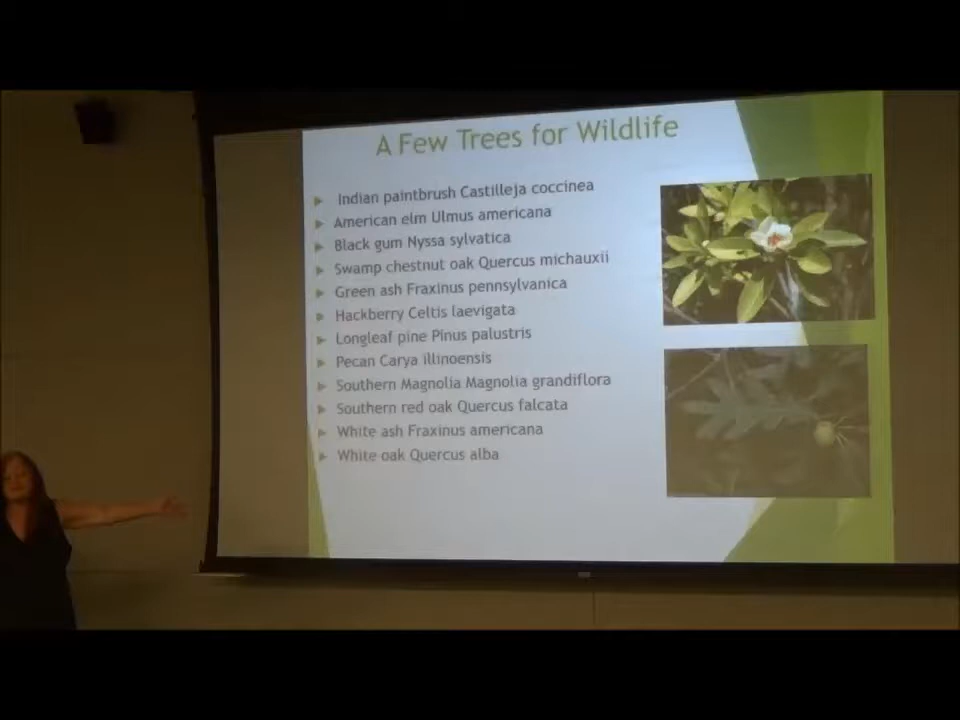 A Few Trees for Wildlife
Indian paintbrush Castilleja coccinea
American elm Ulmus americana
Black gum Nyssa sylvatica
Swamp chestnut oak Quercus michauxii
Green ash Fraxinus pennsylvanica
Hackberry Celtis laevigata
Longleaf pine Pinus palustris
Pecan Carya illinoensis
Southern Magnolia Magnolia grandiflora
Southern red oak Quercus falcata
White ash Fraxinus americana
White oak Quercus alba